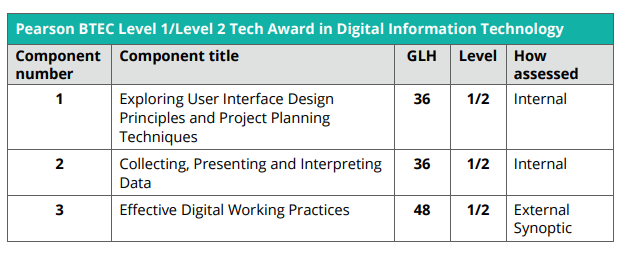 Pearson BTEC Level 1/Level 2 Tech Award in Digital Information Technology
Component number Component title GLH Level How assessed
1 Exploring User Interface Design Principles and Project Planning Techniques 36 1/2 Internal
2 Collecting, Presenting and Interpreting Data 36 1/2 Internal
3 Effective Digital Working Practices 48 1/2 External Synoptic